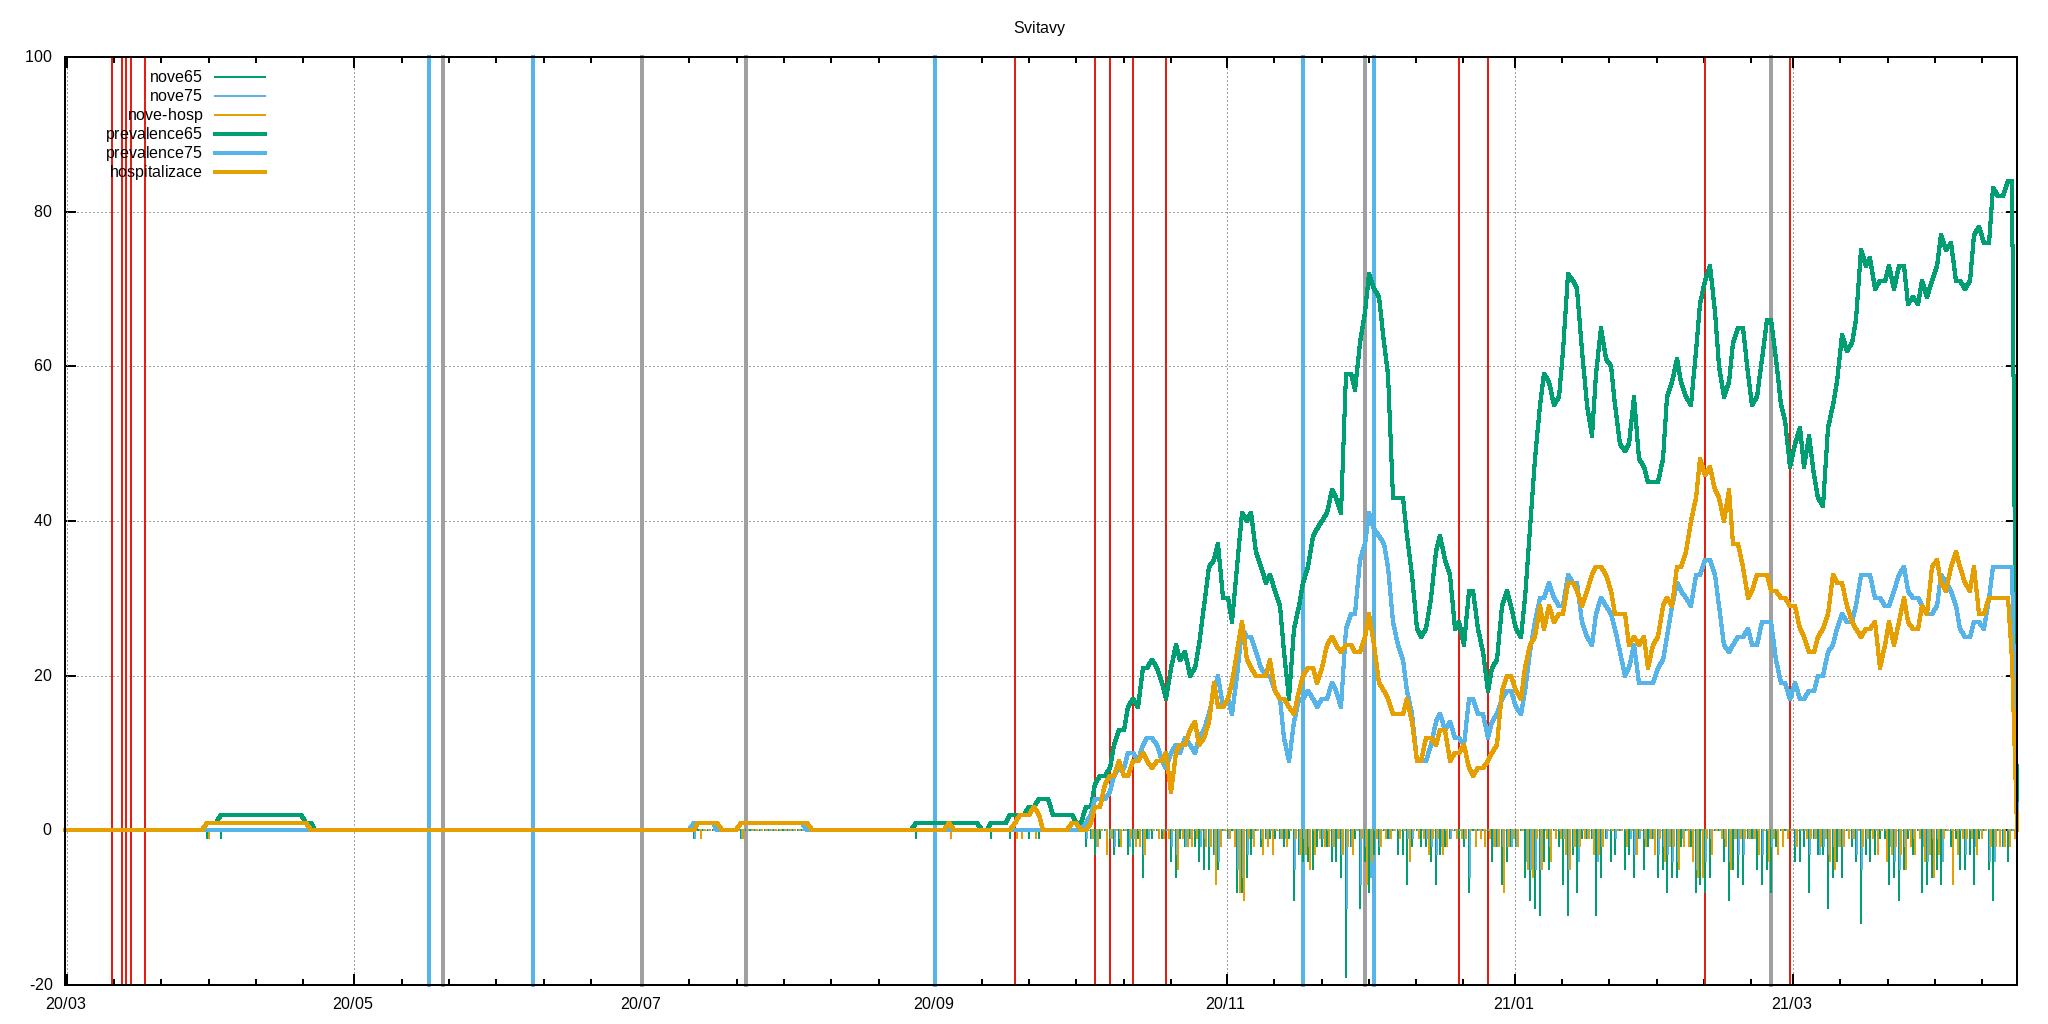 Svitavy
100
nove65
nove75
nove-hosp
prevalence65
prevalence75
hospitalizace
80
60
40
20
0
-20
20/03 20/05 20/07 20/09 20/11 21/01 21/03